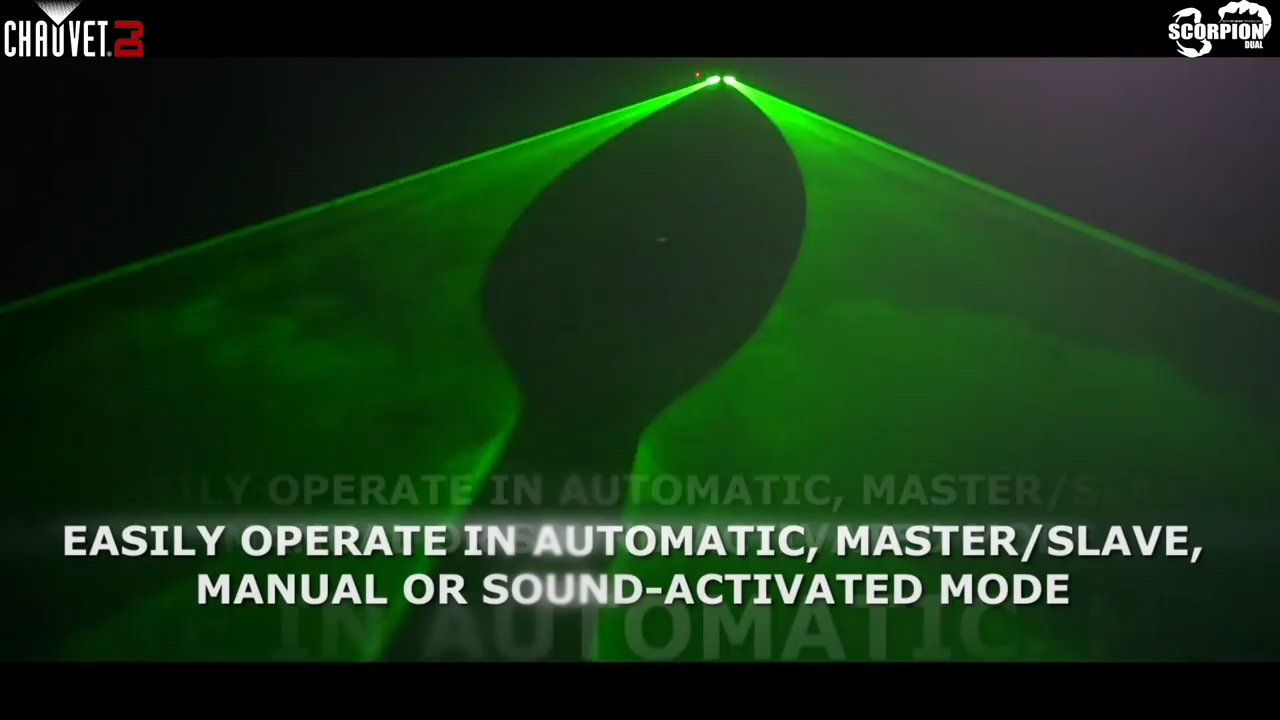 CHAUVET DJ
SCORPION
DUAL
EASILY OPERATE IN AUTOMATIC, MASTER/SLAVE,
MANUAL OR SOUND-ACTIVATED MODE